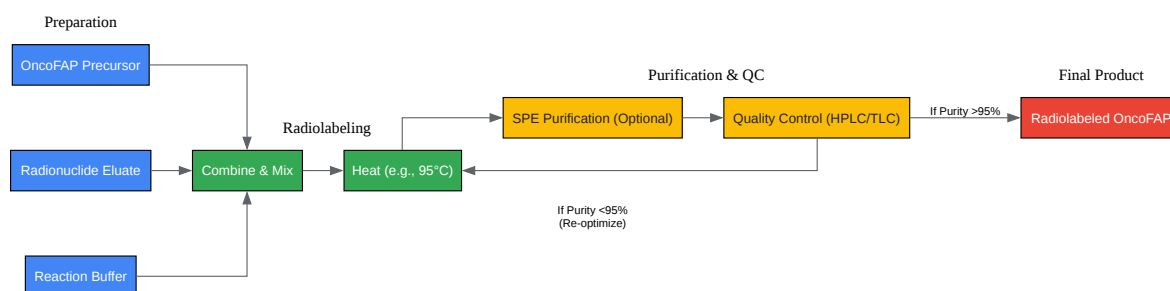 Preparation
OncoFAP Precursor
Radionuclide Eluate
Reaction Buffer
Radiolabeling
Combine & Mix
Heat (e.g., 95°C)
Purification & QC
SPE Purification (Optional)
Quality Control (HPLC/TLC)
If Purity >95%
If Purity <95%
(Re-optimize)
Final Product
Radiolabeled OncoFAP